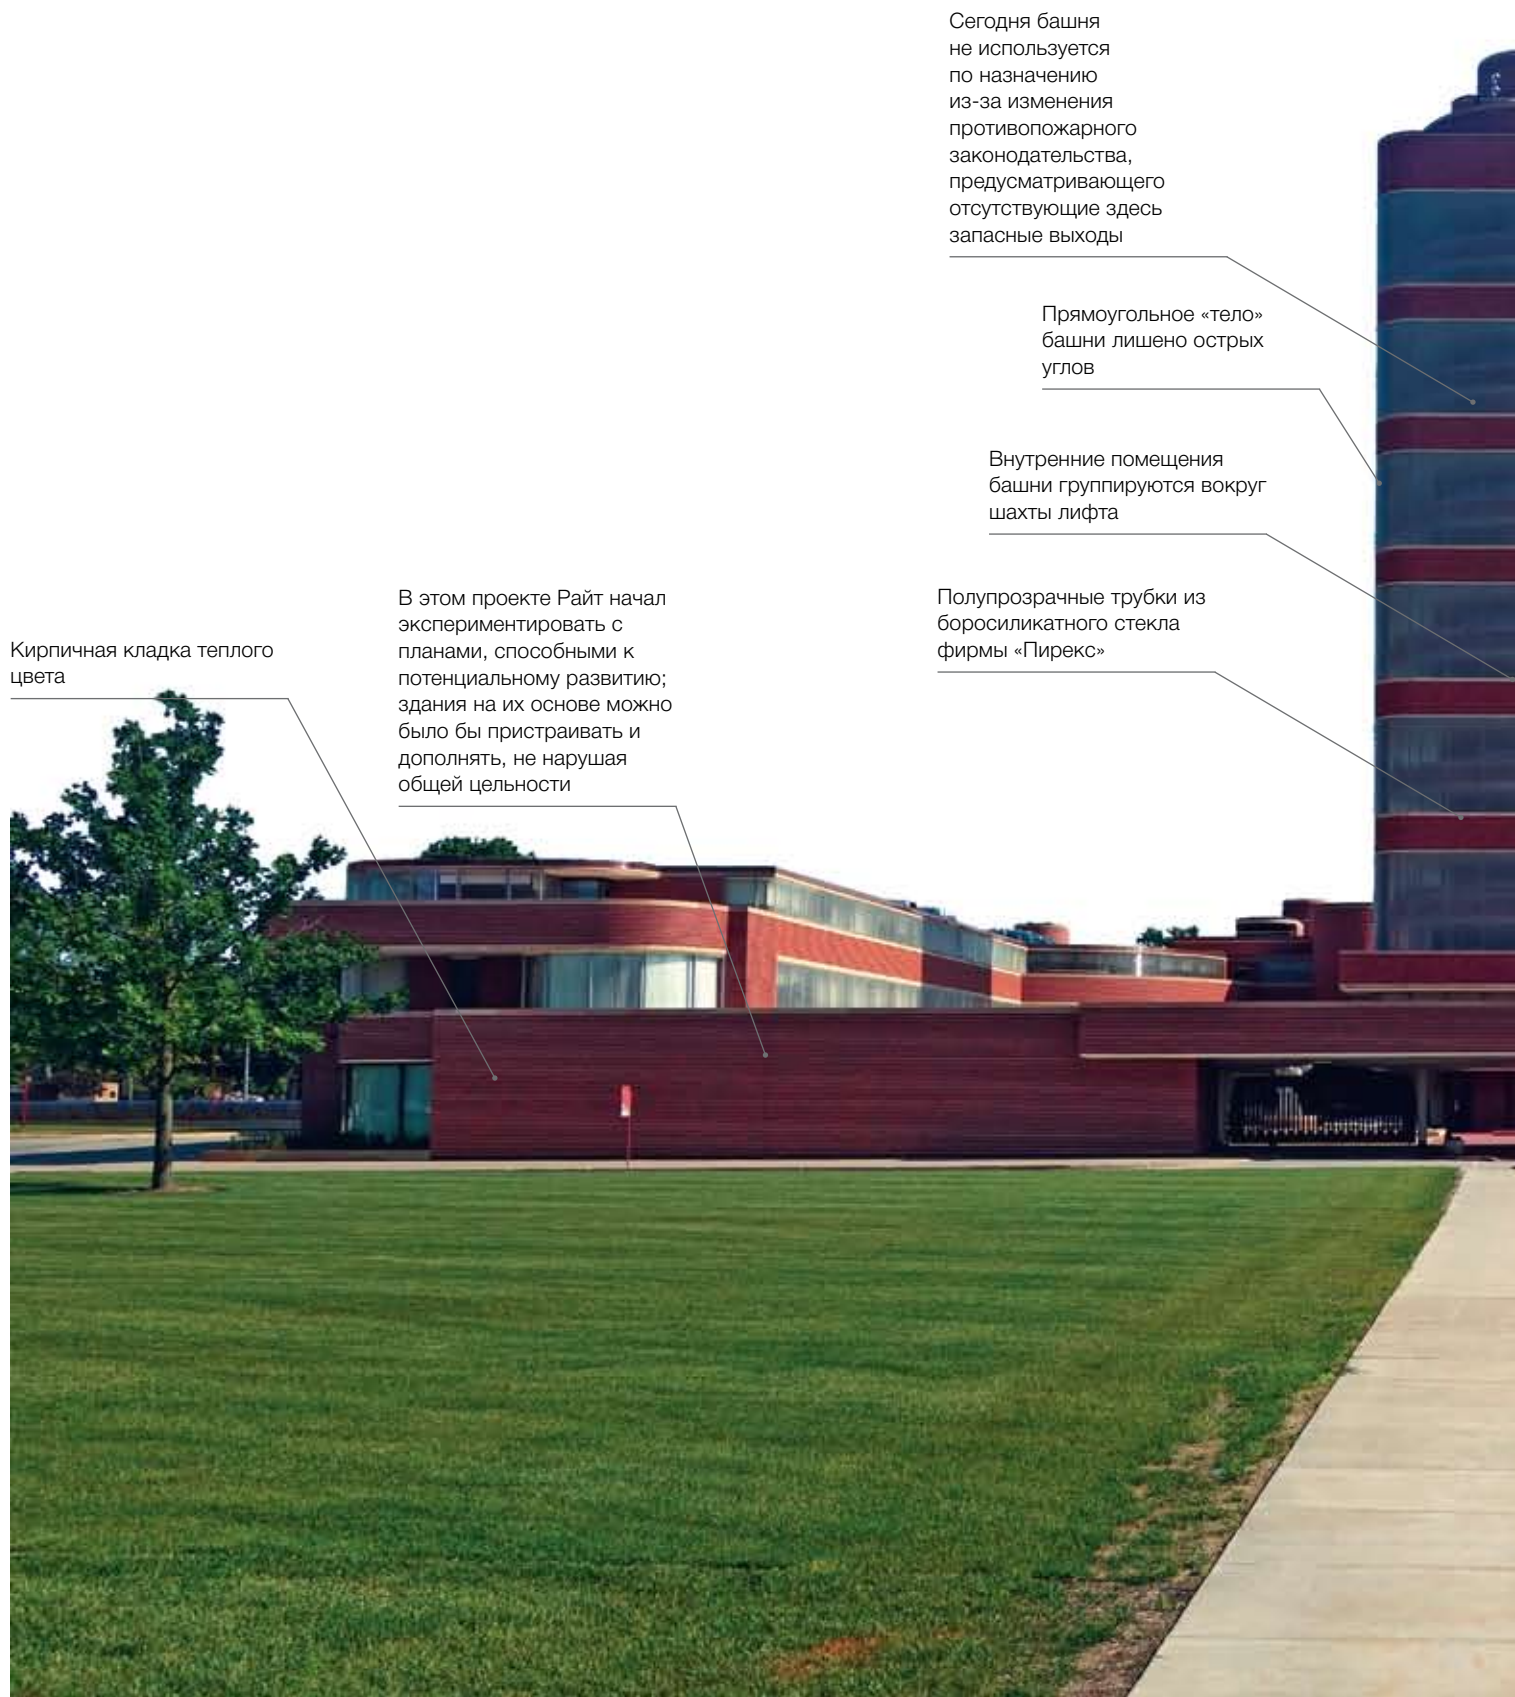 Сегодня башня
не используется
по назначению
из-за изменения
противопожарного
законодательства,
предусматривающего
отсутствующие здесь
запасные выходы
Прямоугольное «тело»
башни лишено острых
углов
Внутренние помещения
башни группируются вокруг
шахты лифта
Полупрозрачные трубки из
боросиликатного стекла
фирмы «Пирекс»
В этом проекте Райт начал
экспериментировать с
планами, способными к
потенциальному развитию;
здания на их основе можно
было бы пристраивать и
дополнять, не нарушая
общей цельности
Кирпичная кладка теплого
цвета